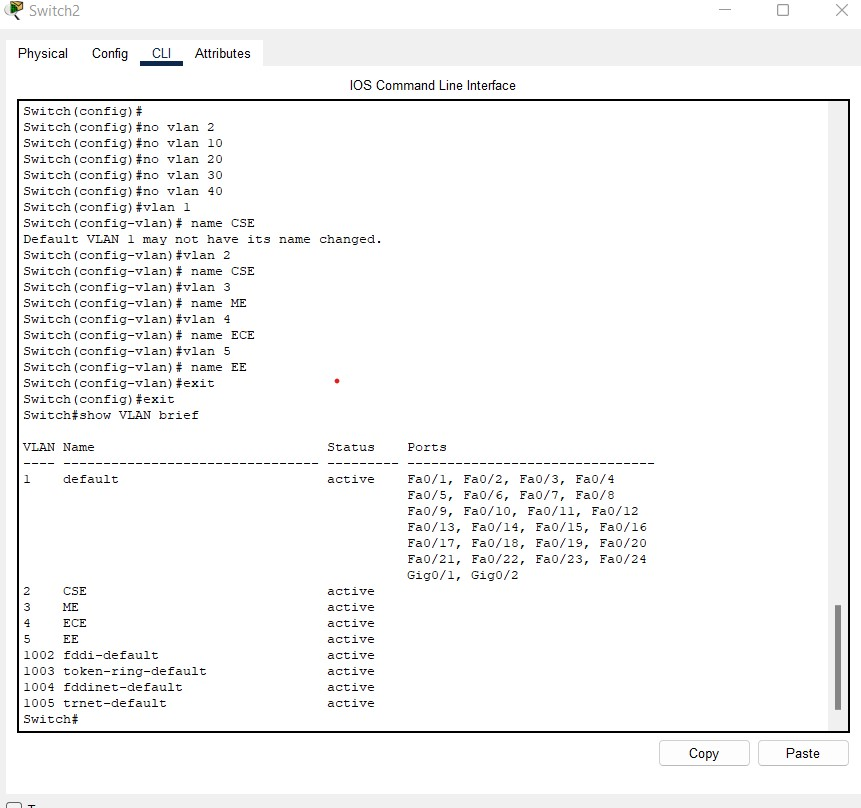 Switch2
Physical Config CLI Attributes
IOS Command Line Interface
Switch(config)#
Switch(config)#no vlan 2
Switch(config)#no vlan 10
Switch(config)#no vlan 20
Switch(config)#no vlan 30
Switch(config)#no vlan 40
Switch(config)#vlan 1
Switch(config-vlan)# name CSE
Default VLAN 1 may not have its name changed.
Switch(config-vlan)#vlan 2
Switch(config-vlan)# name CSE
Switch(config-vlan)#vlan 3
Switch(config-vlan)# name ME
Switch(config-vlan)#vlan 4
Switch(config-vlan)# name ECE
Switch(config-vlan)#vlan 5
Switch(config-vlan)# name EE
Switch(config-vlan)#exit
Switch(config)#exit
Switch#show VLAN brief
VLAN Name Status Ports
---- -------------------------------- --------- -------------------------------
1 default active Fa0/1, Fa0/2, Fa0/3, Fa0/4
Fa0/5, Fa0/6, Fa0/7, Fa0/8
Fa0/9, Fa0/10, Fa0/11, Fa0/12
Fa0/13, Fa0/14, Fa0/15, Fa0/16
Fa0/17, Fa0/18, Fa0/19, Fa0/20
Fa0/21, Fa0/22, Fa0/23, Fa0/24
Gig0/1, Gig0/2
2 CSE active
3 ME active
4 ECE active
5 EE active
1002 fddi-default active
1003 token-ring-default active
1004 fddinet-default active
1005 trnet-default active
Switch#
Copy Paste